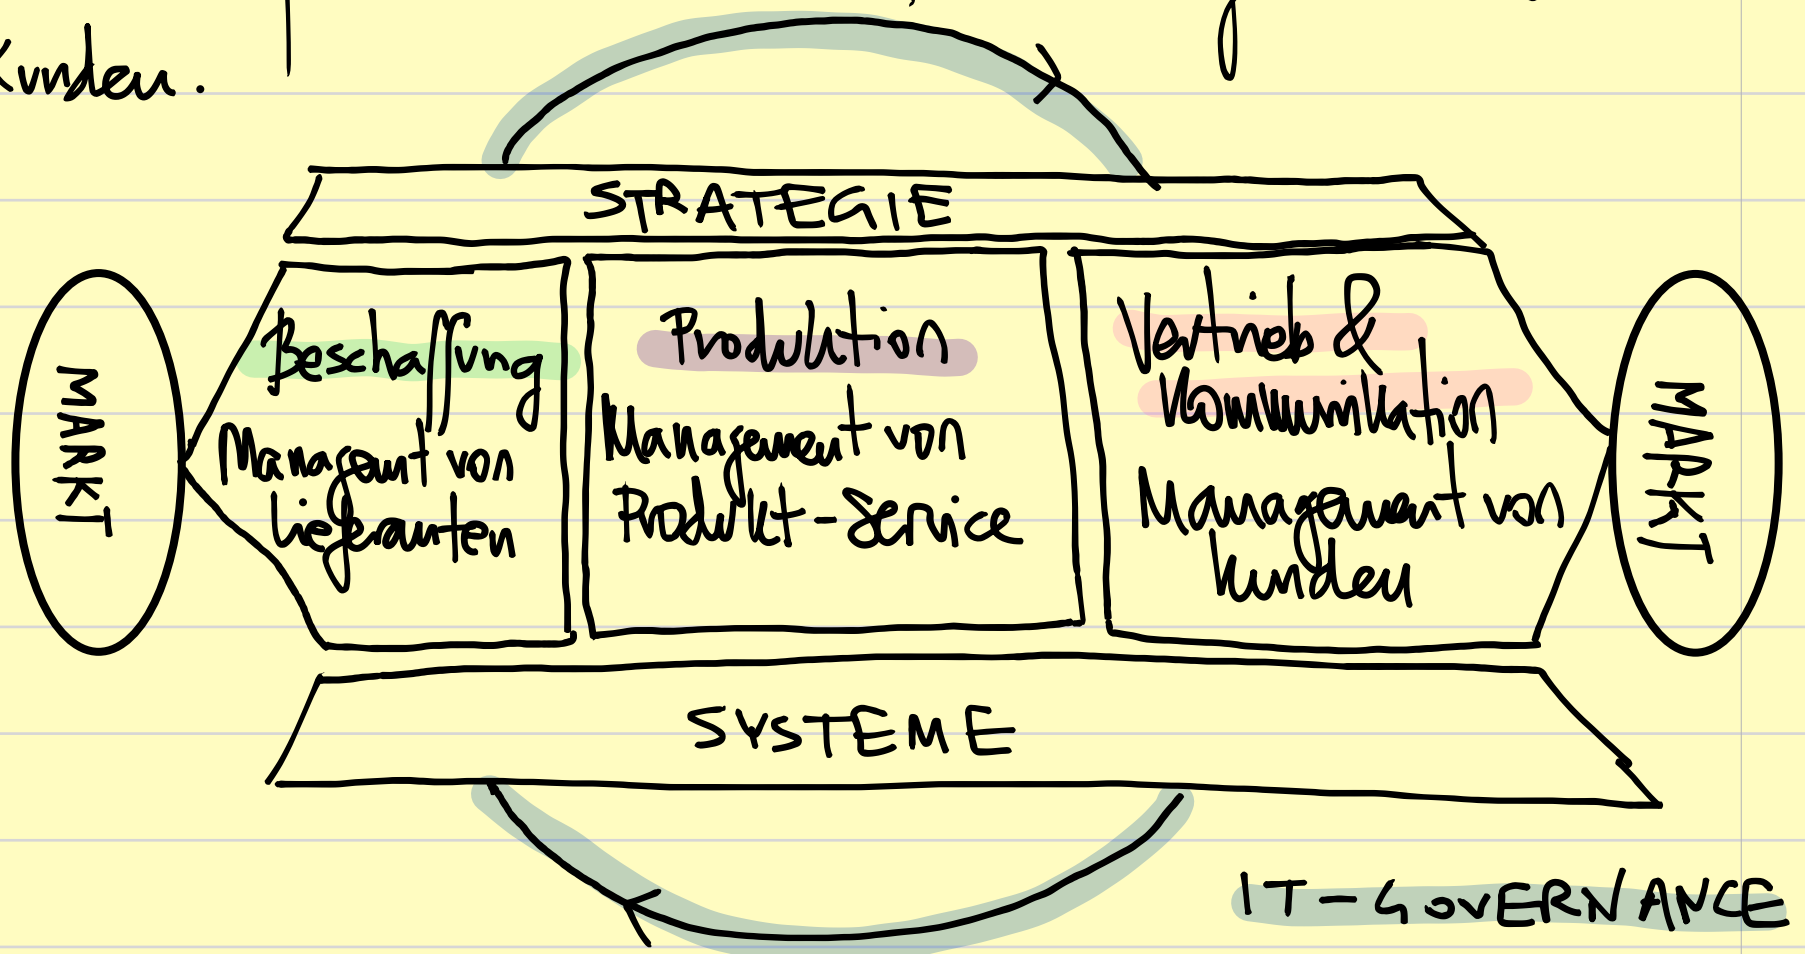 Kunden.
STRATEGIE
MARKT
Beschaffung
Management von
Lieferanten
Produktion
Management von
Produkt-Service
Vertrieb &
Kommunikation
Management von
Kunden
MARKT
SYSTEME
IT-GOVERNANCE